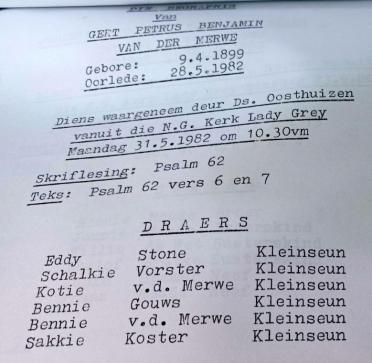 DIE BEGRAFNIS
Van
GERT PETRUS BENJAMIN
VAN DER MERWE
Gebore: 9.4.1899
Oorlede: 28.5.1982
Diens waargeneem deur Ds. Oosthuizen
vanuit die N.G. Kerk Lady Grey
Maandag 31.5.1982 om 10.30vm
Skriflesing: Psalm 62
Teks: Psalm 62 vers 6 en 7
DRAERS
Eddy Stone Kleinseun
Schalkie Vorster Kleinseun
Kotie v.d. Merwe Kleinseun
Bennie Gouws Kleinseun
Bennie v.d. Merwe Kleinseun
Sakkie Koster Kleinseun